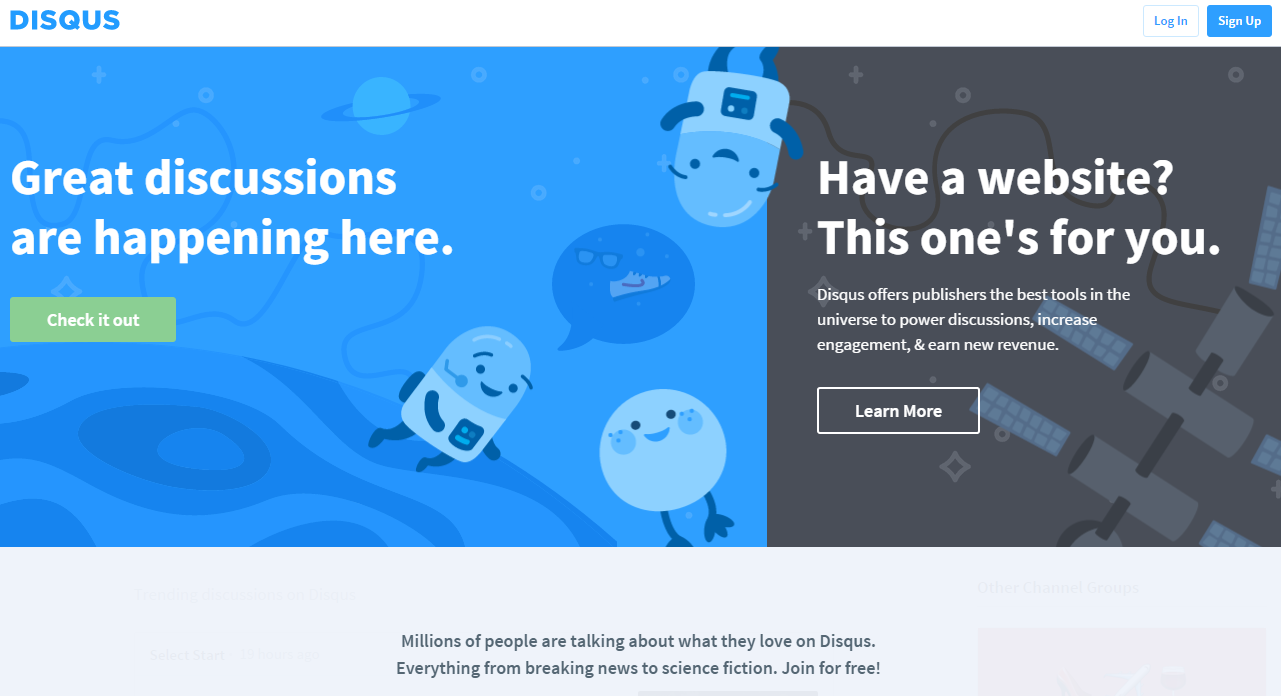 DISQUS
Log In
Sign Up
Great discussions
are happening here.
Check it out
Have a website?
This one's for you.
Disqus offers publishers the best tools in the
universe to power discussions, increase
engagement, & earn new revenue.
Learn More
Trending discussions on Disqus
Other Channel Groups
Millions of people are talking about what they love on Disqus.
Select Start
Everything from breaking news to science fiction. Join for free!